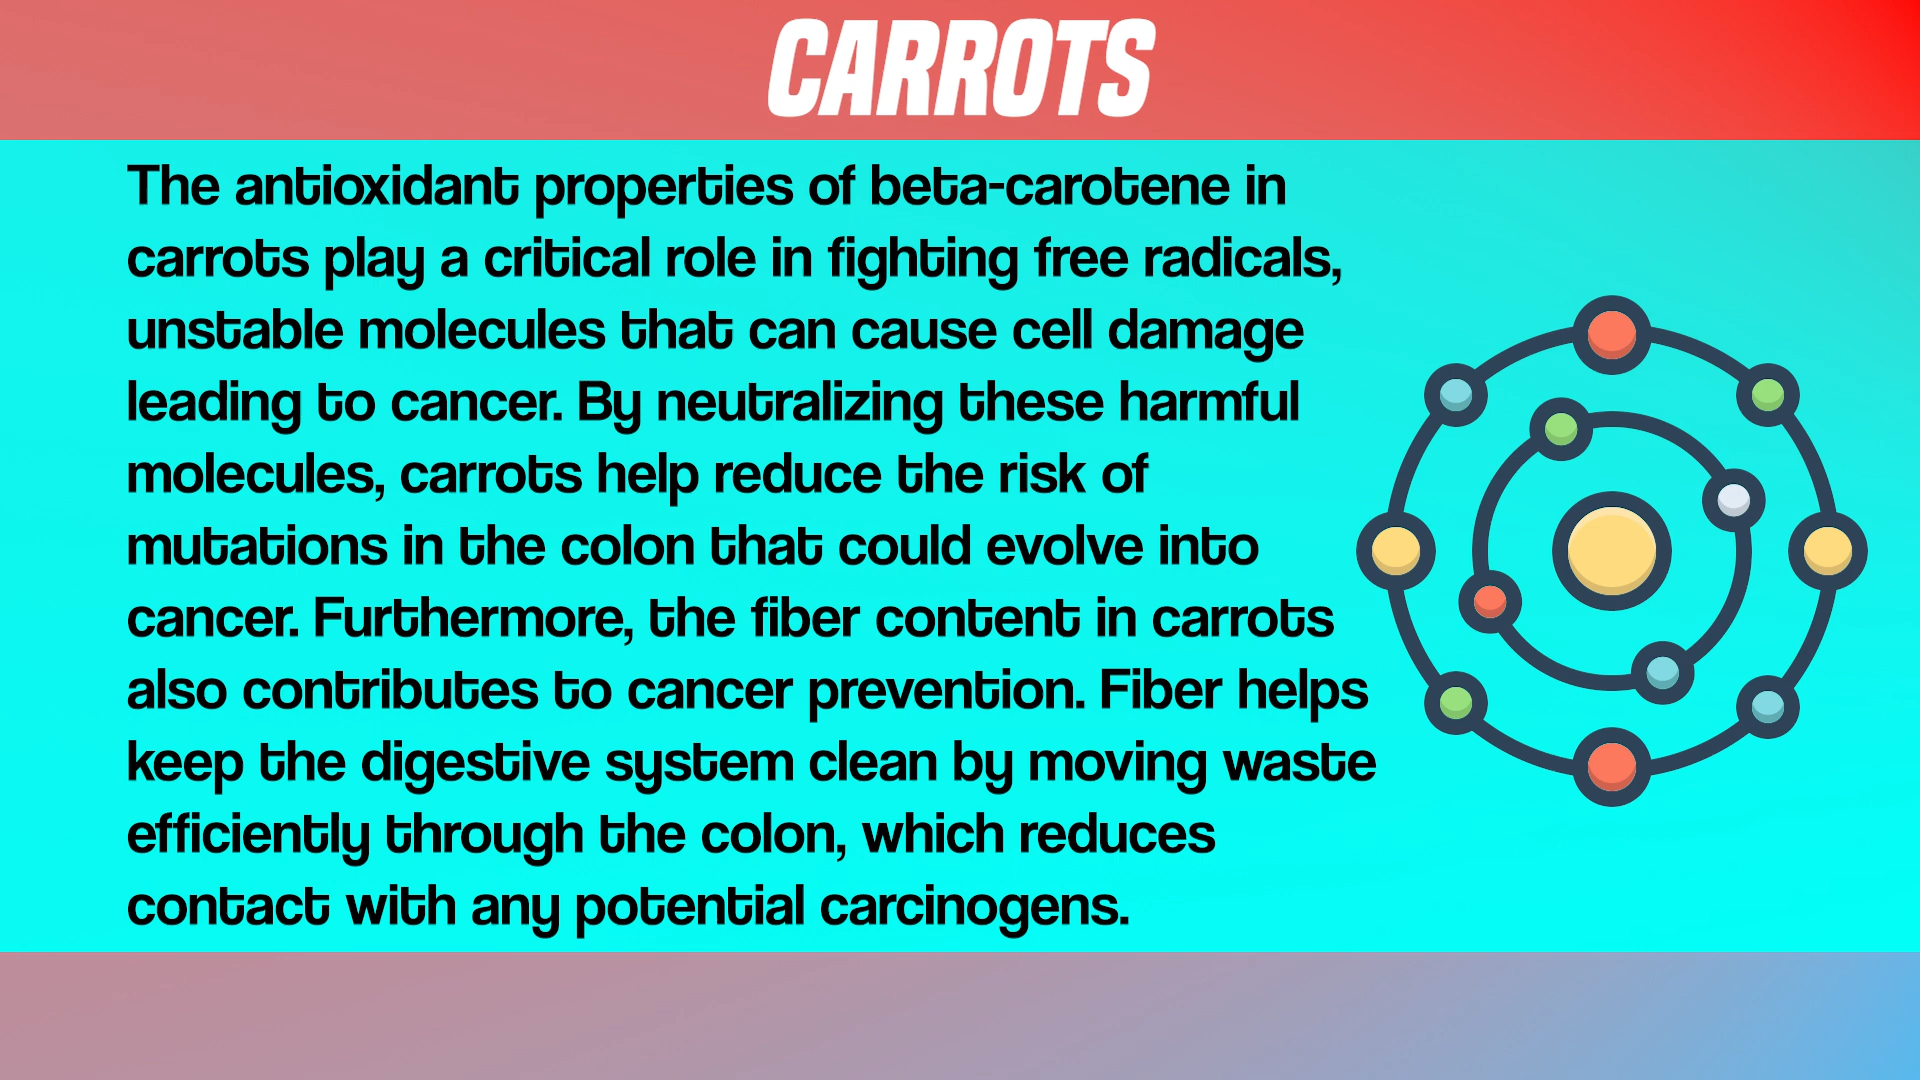 CARROTS
The antioxidant properties of beta-carotene in
carrots play a critical role in fighting free radicals,
unstable molecules that can cause cell damage
leading to cancer. By neutralizing these harmful
molecules, carrots help reduce the risk of
mutations in the colon that could evolve into
cancer. Furthermore, the fiber content in carrots
also contributes to cancer prevention. Fiber helps
keep the digestive system clean by moving waste
efficiently through the colon, which reduces
contact with any potential carcinogens.